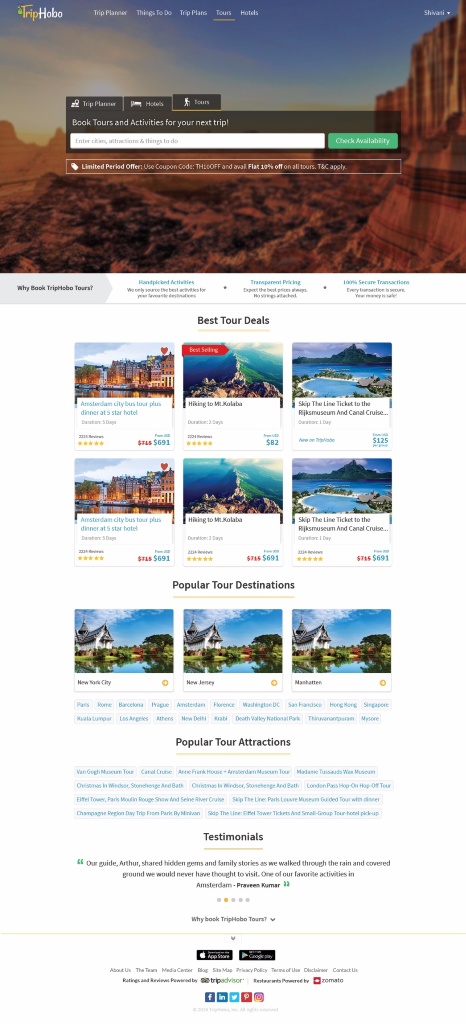 TripHobo
Trip Planner Things To Do Trip Plans Tours Hotels
Shivani
Trip Planner Hotels Tours
Book Tours and Activities for your next trip!
Enter cities, attractions & things to do
Check Availability
Limited Period Offer: Use Coupon Code: TH10OFF and avail Flat 10% off on all tours. T&C apply.
Why Book TripHobo Tours?
Handpicked Activities
We only source the best activities for
your favourite destinations
Transparent Pricing
Expect the best prices always.
No strings attached.
100% Secure Transactions
Every transaction is secure.
Your money is safe!
Best Tour Deals
Amsterdam city bus tour plus
dinner at 5 star hotel
Duration: 5 Days
2224 Reviews
From USD
$715 $691
Best Selling
Hiking to Mt.Kolaba
Duration: 2 Days
2224 Reviews
From USD
$82
Skip The Line Ticket to the
Rijksmuseum And Canal Cruise...
Duration: 1 Day
New on TripHobo
From USD
$125
per group
Amsterdam city bus tour plus
dinner at 5 star hotel
Duration: 5 Days
2224 Reviews
From USD
$715 $691
Hiking to Mt.Kolaba
Duration: 2 Days
2224 Reviews
From USD
$715 $691
Skip The Line Ticket to the
Rijksmuseum And Canal Cruise...
Duration: 1 Day
2224 Reviews
From USD
$715 $691
Popular Tour Destinations
New York City
New Jersey
Manhatten
Paris Rome Barcelona Prague Amsterdam Florence Washington DC San Francisco Hong Kong Singapore
Kuala Lumpur Los Angeles Athens New Delhi Krabi Death Valley National Park Thiruvanantpuram Mysore
Popular Tour Attractions
Van Gogh Museum Tour Canal Cruise Anne Frank House + Amsterdam Museum Tour Madame Tussauds Wax Museum
Christmas In Windsor, Stonehenge And Bath Christmas In Windsor, Stonehenge And Bath London Pass Hop-On Hop-Off Tour
Eiffel Tower, Paris Moulin Rouge Show And Seine River Cruise Skip The Line: Paris Louvre Museum Guided Tour with dinner
Champagne Region Day Trip From Paris By Minivan Skip The Line: Eiffel Tower Tickets And Small-Group Tour-hotel pick-up
Testimonials
“ Our guide, Arthur, shared hidden gems and family stories as we walked through the rain and covered
ground we would never have thought to visit. One of our favorite activities in
Amsterdam - Praveen Kumar ”
Why book TripHobo Tours?
App Store
Google play
About Us The Team Media Center Blog Site Map Privacy Policy Terms of Use Disclaimer Contact Us
Ratings and Reviews Powered by: tripadvisor Restaurants Powered by zomato
© 2016 TripHobo, Inc. All rights reserved